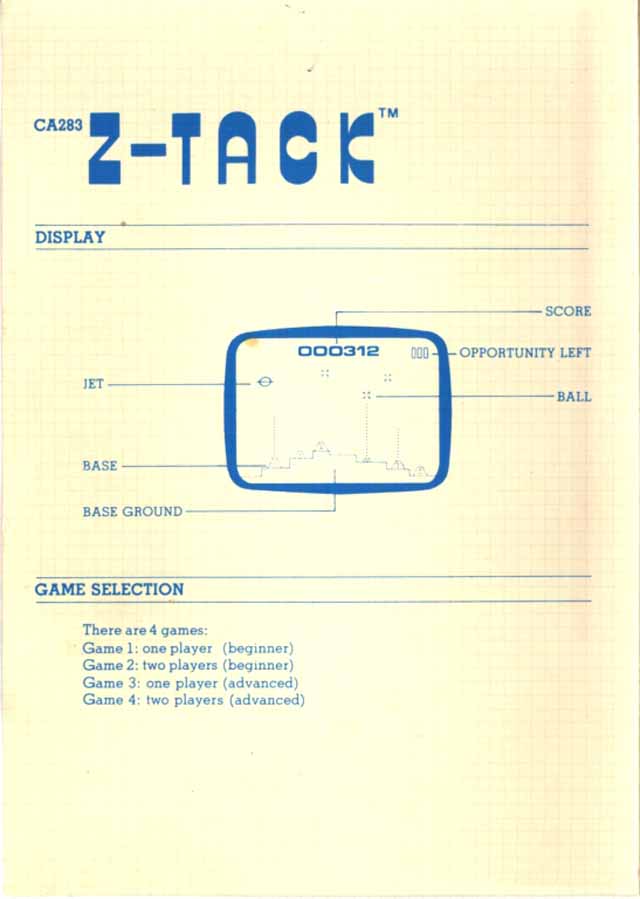 CA283 Z-TACK™
DISPLAY
SCORE
000312
OPPORTUNITY LEFT
JET
BALL
BASE
BASE GROUND
GAME SELECTION
There are 4 games:
Game 1: one player (beginner)
Game 2: two players (beginner)
Game 3: one player (advanced)
Game 4: two players (advanced)